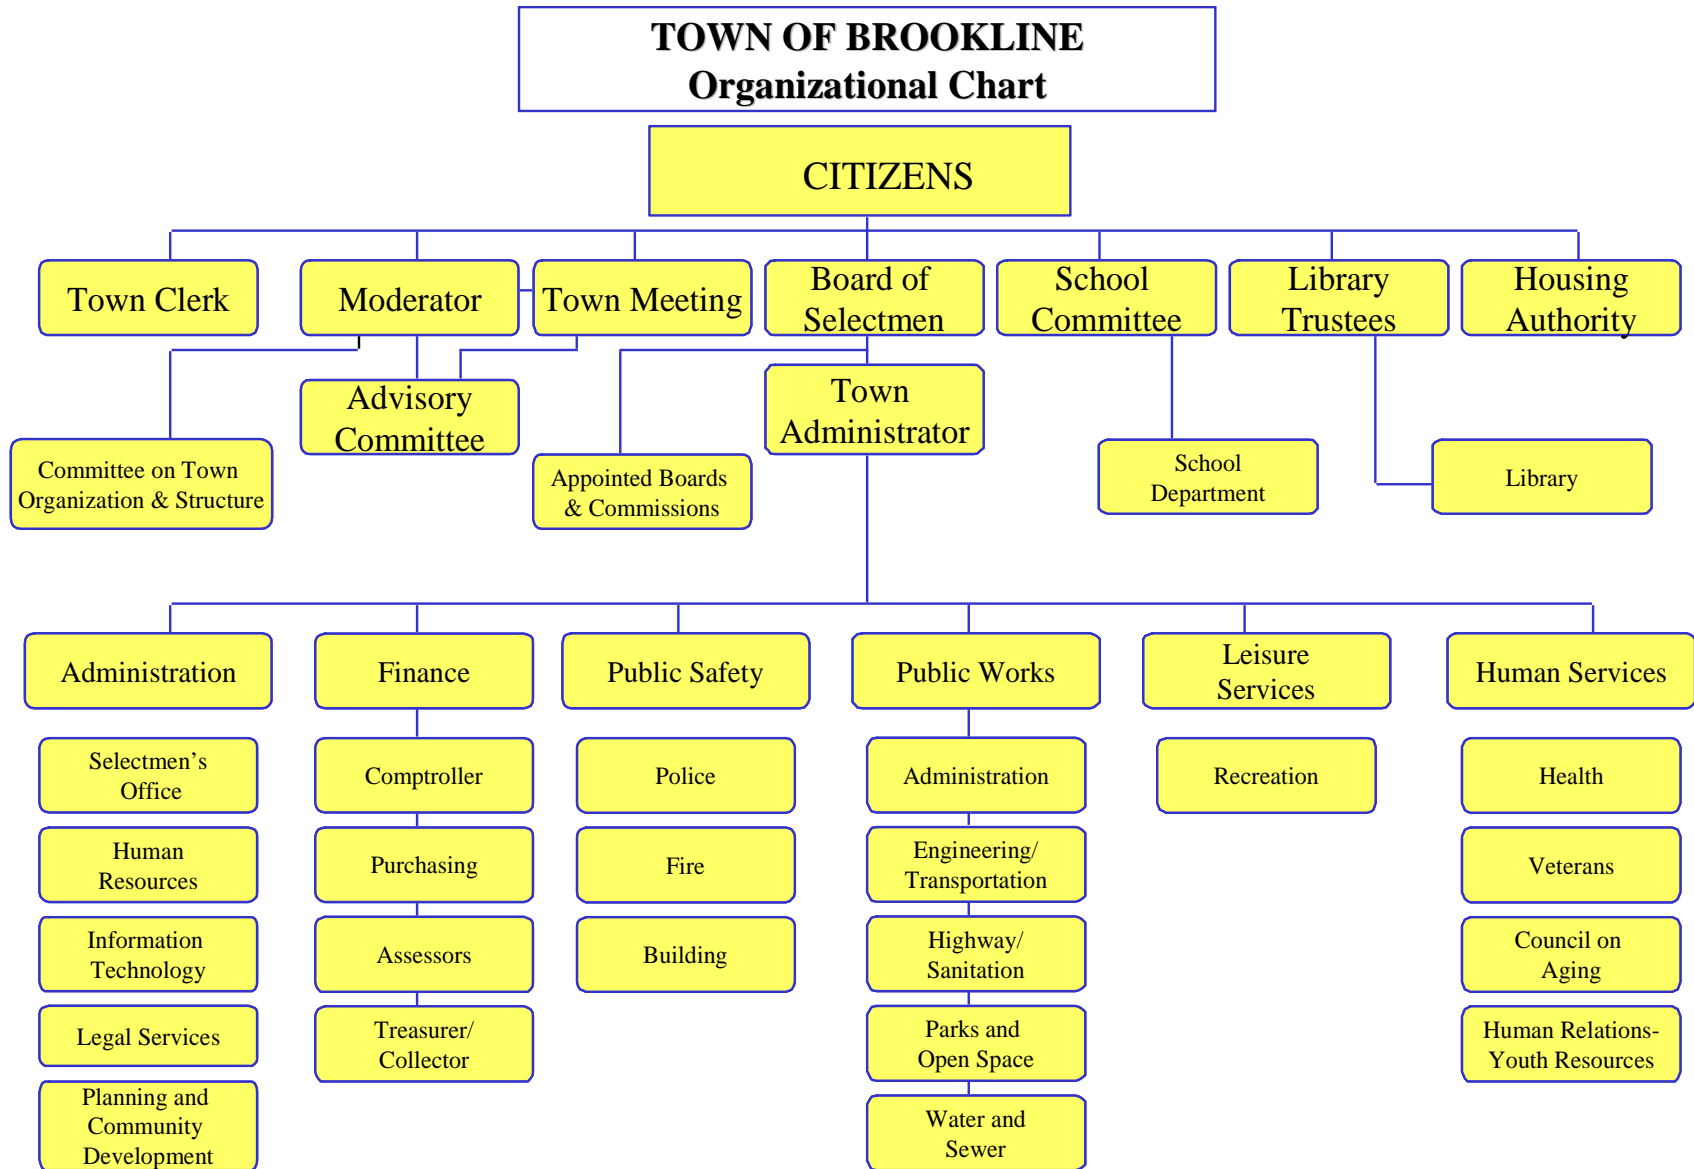 TOWN OF BROOKLINE
Organizational Chart
CITIZENS
Town Clerk
Moderator
Town Meeting
Board of
Selectmen
School
Committee
Library
Trustees
Housing
Authority
Advisory
Committee
Town
Administrator
Committee on Town
Organization & Structure
Appointed Boards
& Commissions
School
Department
Library
Administration
Finance
Public Safety
Public Works
Leisure
Services
Human Services
Selectmen’s
Office
Human
Resources
Information
Technology
Legal Services
Planning and
Community
Development
Comptroller
Purchasing
Assessors
Treasurer/
Collector
Police
Fire
Building
Administration
Engineering/
Transportation
Highway/
Sanitation
Parks and
Open Space
Water and
Sewer
Recreation
Health
Veterans
Council on
Aging
Human Relations-
Youth Resources